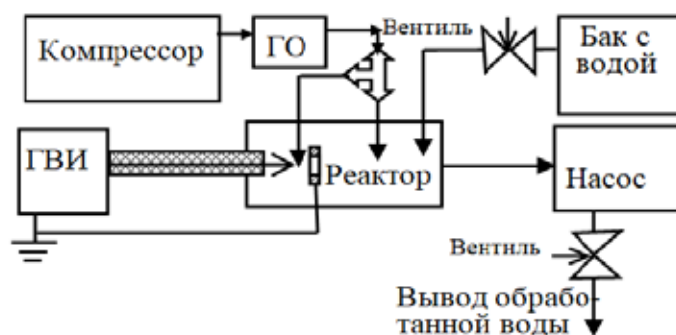 Компрессор
ГО
Вентиль
Бак с
водой
ГВИ
Реактор
Насос
Вентиль
Вывод обрабо-
танной воды